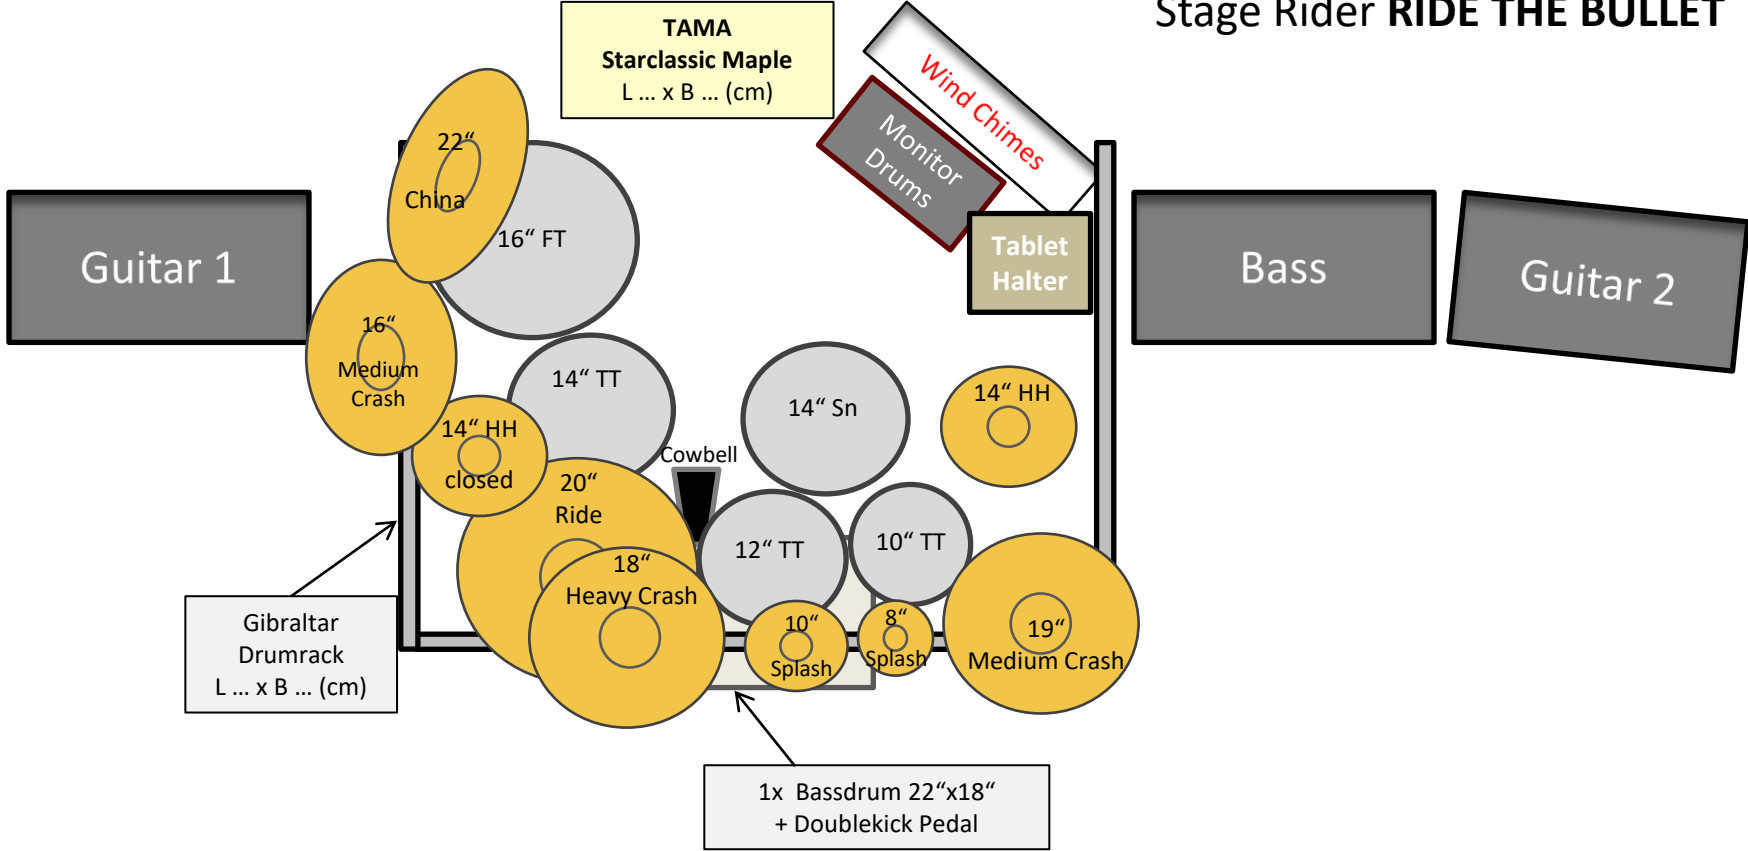 Stage Rider RIDE THE BULLET
TAMA
Starclassic Maple
L ... x B ... (cm)
Wind Chimes
Monitor
Drums
22“
China
16“ FT
Tablet
Halter
Guitar 1
Bass
Guitar 2
16“
Medium
Crash
14“ TT
14“ Sn
14“ HH
14“ HH
closed
Cowbell
20“
Ride
12“ TT
10“ TT
18“
Heavy Crash
10“
Splash
8“
Splash
19“
Medium Crash
Gibraltar
Drumrack
L ... x B ... (cm)
1x  Bassdrum 22“x18“
+ Doublekick Pedal